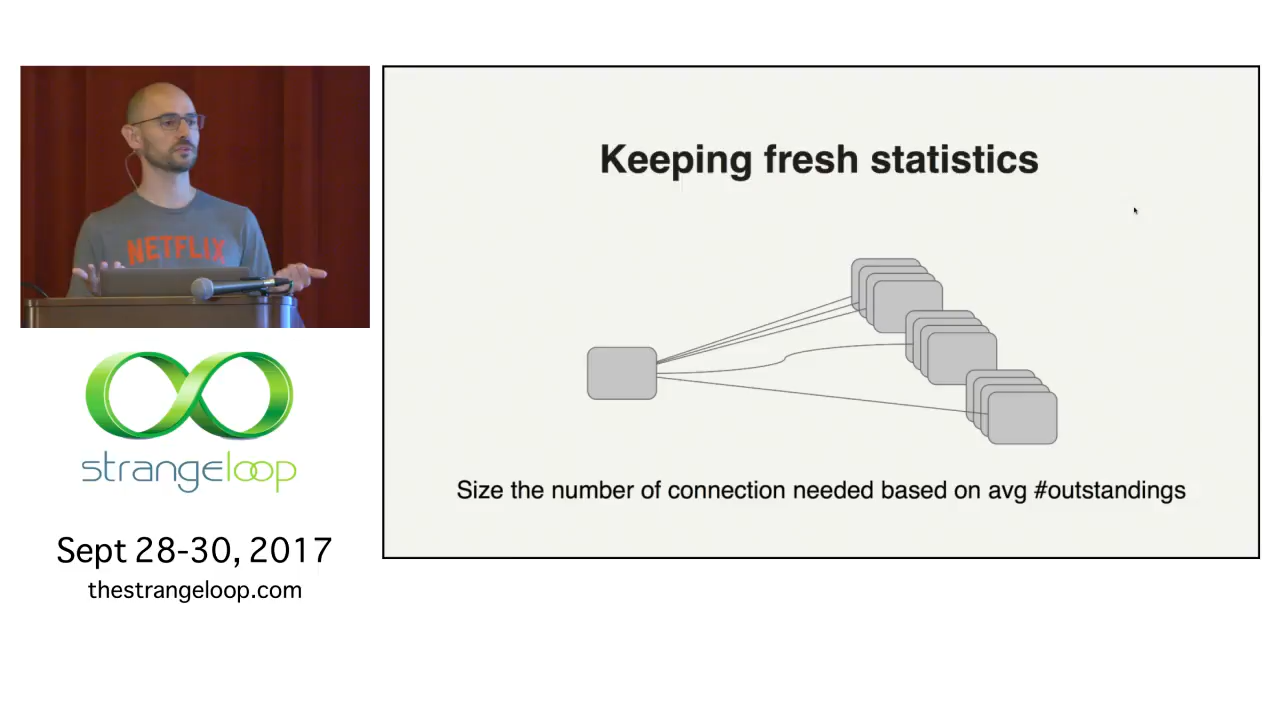 NETFLIX
strangeloop
Sept 28-30, 2017
thestrangeloop.com
Keeping fresh statistics
Size the number of connection needed based on avg #outstandings